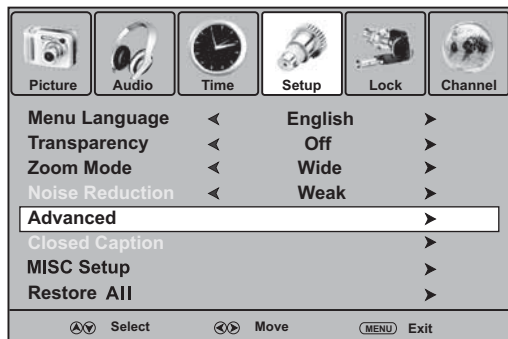 Picture Audio Time Setup Lock Channel
Menu Language English
Transparency Off
Zoom Mode Wide
Noise Reduction Weak
Advanced
Closed Caption
MISC Setup
Restore All
Select Move MENU Exit